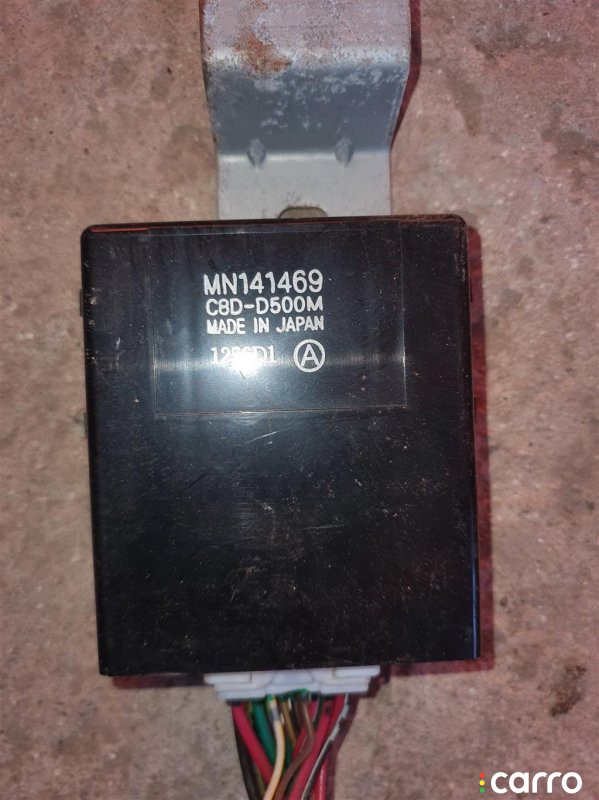 MN141469
C8D-D500M
MADE IN JAPAN
A
carro